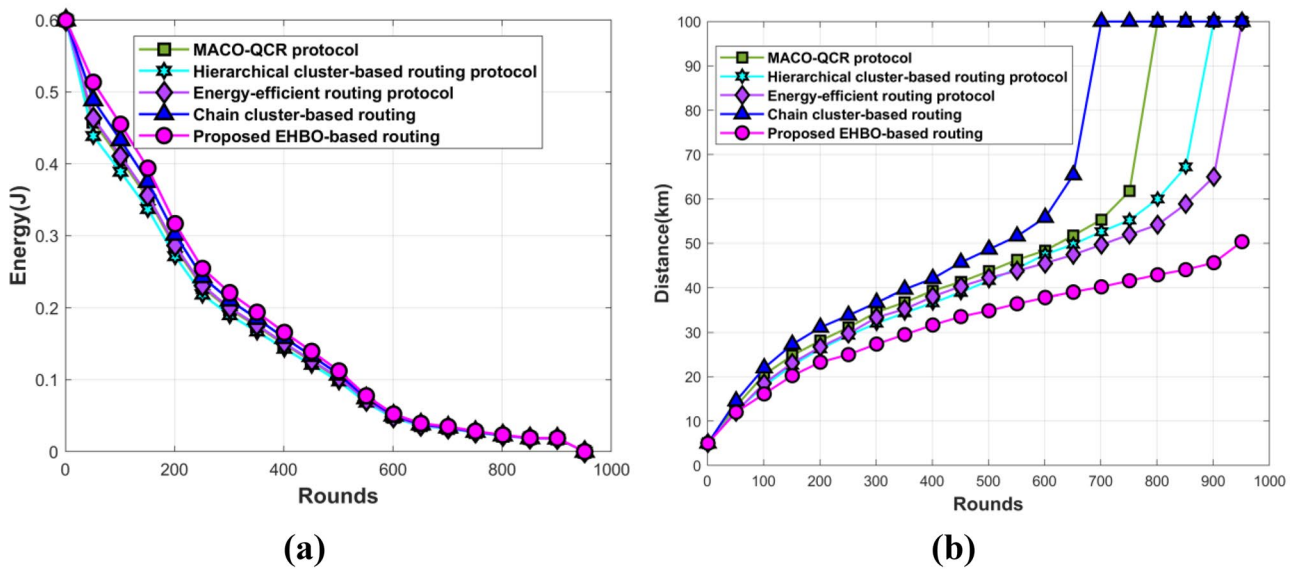 0.6
0.5
0.4
0.3
0.2
0.1
0
Energy(J)
MACO-QCR protocol
Hierarchical cluster-based routing protocol
Energy-efficient routing protocol
Chain cluster-based routing
Proposed EHBO-based routing
0 200 400 600 800 1000
Rounds
(a)
100
90
80
70
60
50
40
30
20
10
0
Distance(km)
MACO-QCR protocol
Hierarchical cluster-based routing protocol
Energy-efficient routing protocol
Chain cluster-based routing
Proposed EHBO-based routing
0 100 200 300 400 500 600 700 800 900 1000
Rounds
(b)